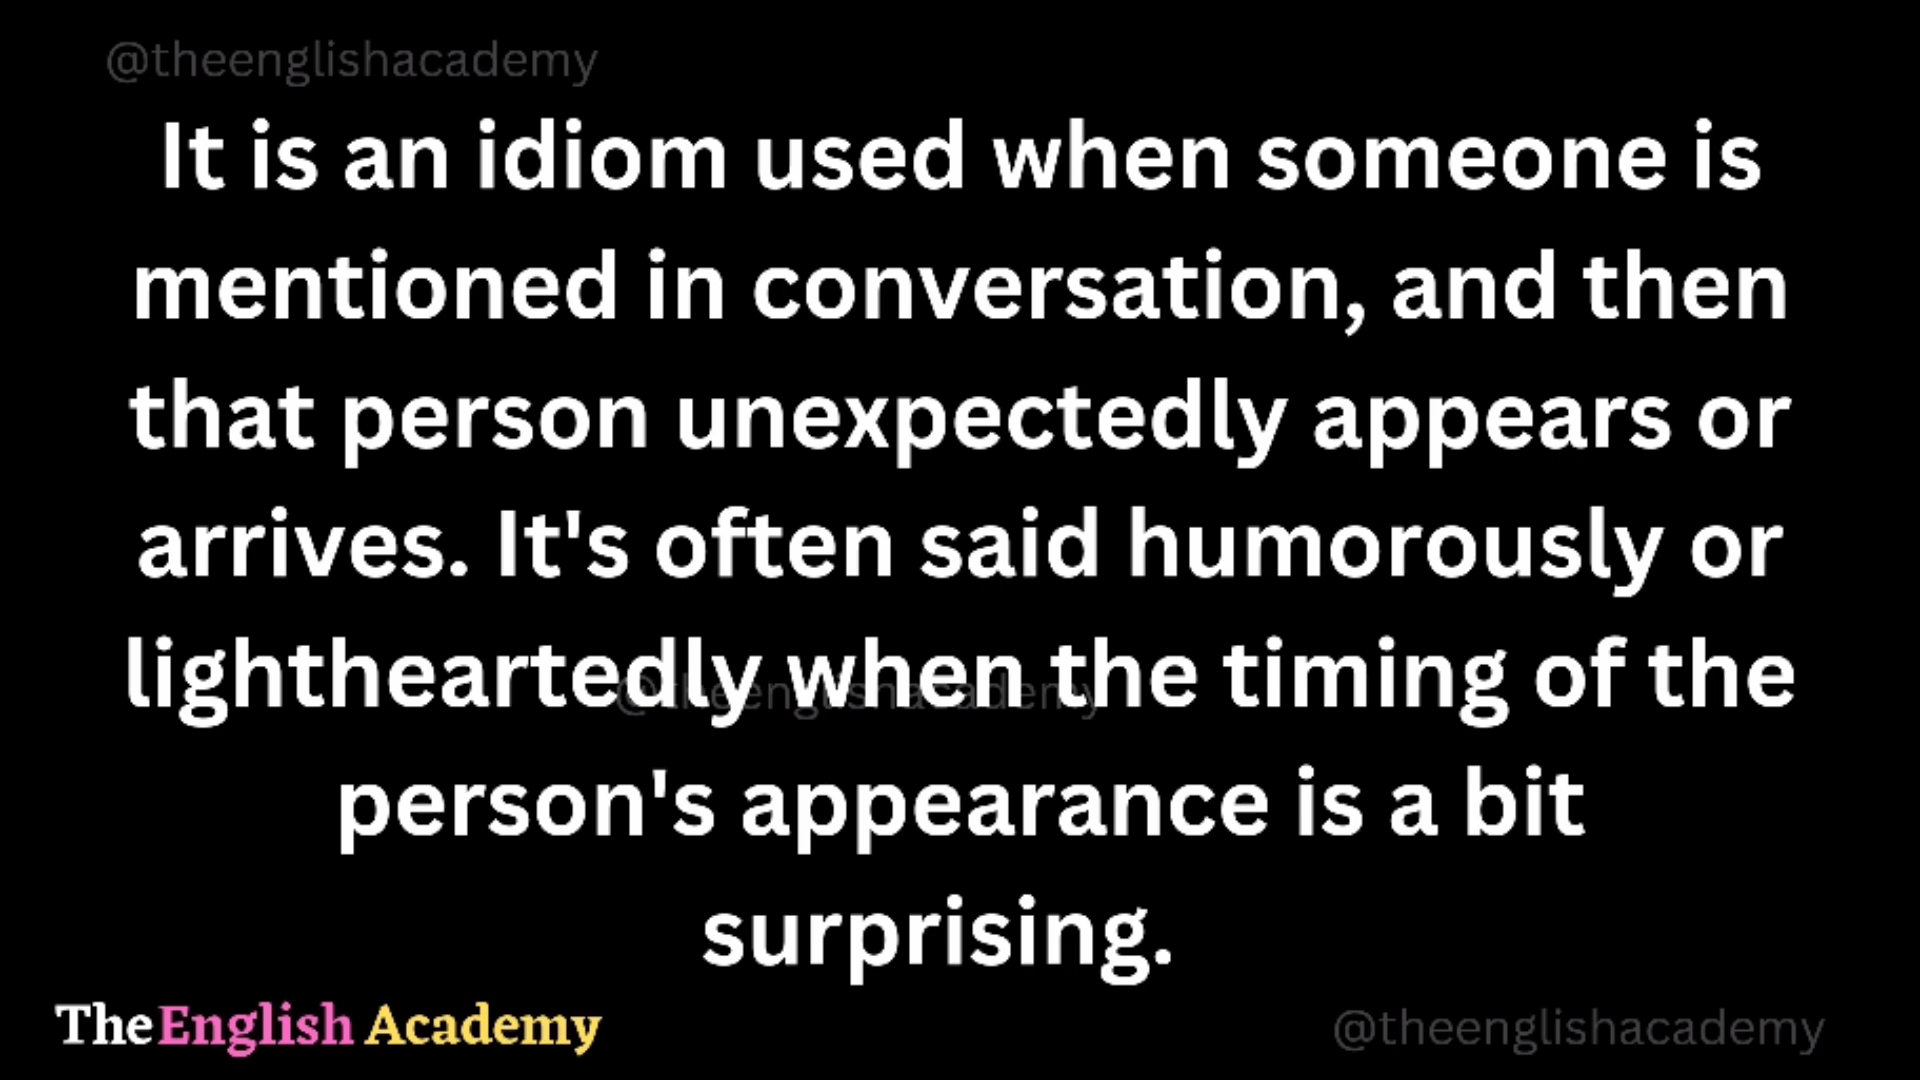 @theenglishacademy
It is an idiom used when someone is
mentioned in conversation, and then
that person unexpectedly appears or
arrives. It's often said humorously or
lightheartedly when the timing of the
@theenglishacademy
person's appearance is a bit
surprising.
The English Academy
@theenglishacademy